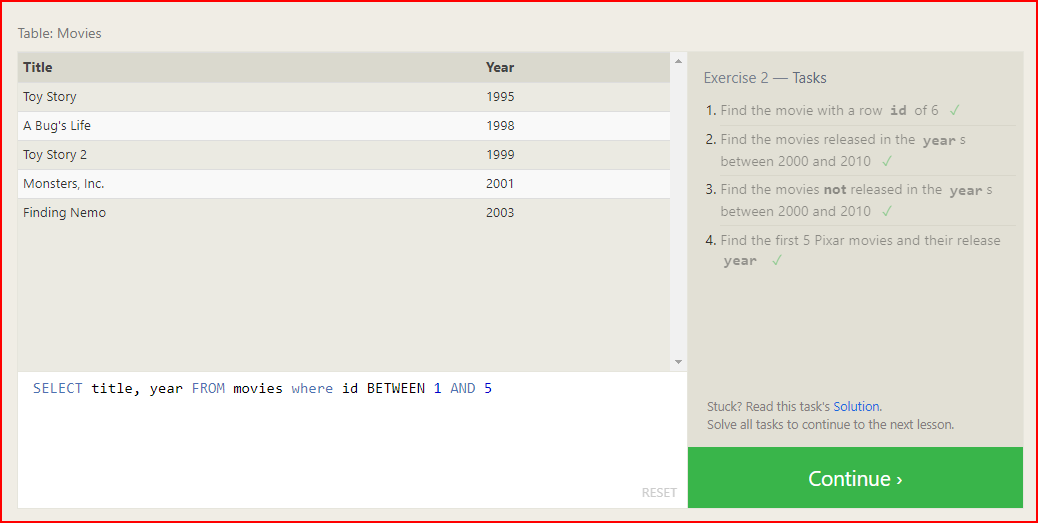 Table: Movies
Title Year
Toy Story 1995
A Bug's Life 1998
Toy Story 2 1999
Monsters, Inc. 2001
Finding Nemo 2003
SELECT title, year FROM movies where id BETWEEN 1 AND 5
RESET
Exercise 2 — Tasks
1. Find the movie with a row id of 6 ✓
2. Find the movies released in the year s
between 2000 and 2010 ✓
3. Find the movies not released in the year s
between 2000 and 2010 ✓
4. Find the first 5 Pixar movies and their release
year ✓
Stuck? Read this task's Solution.
Solve all tasks to continue to the next lesson.
Continue ›